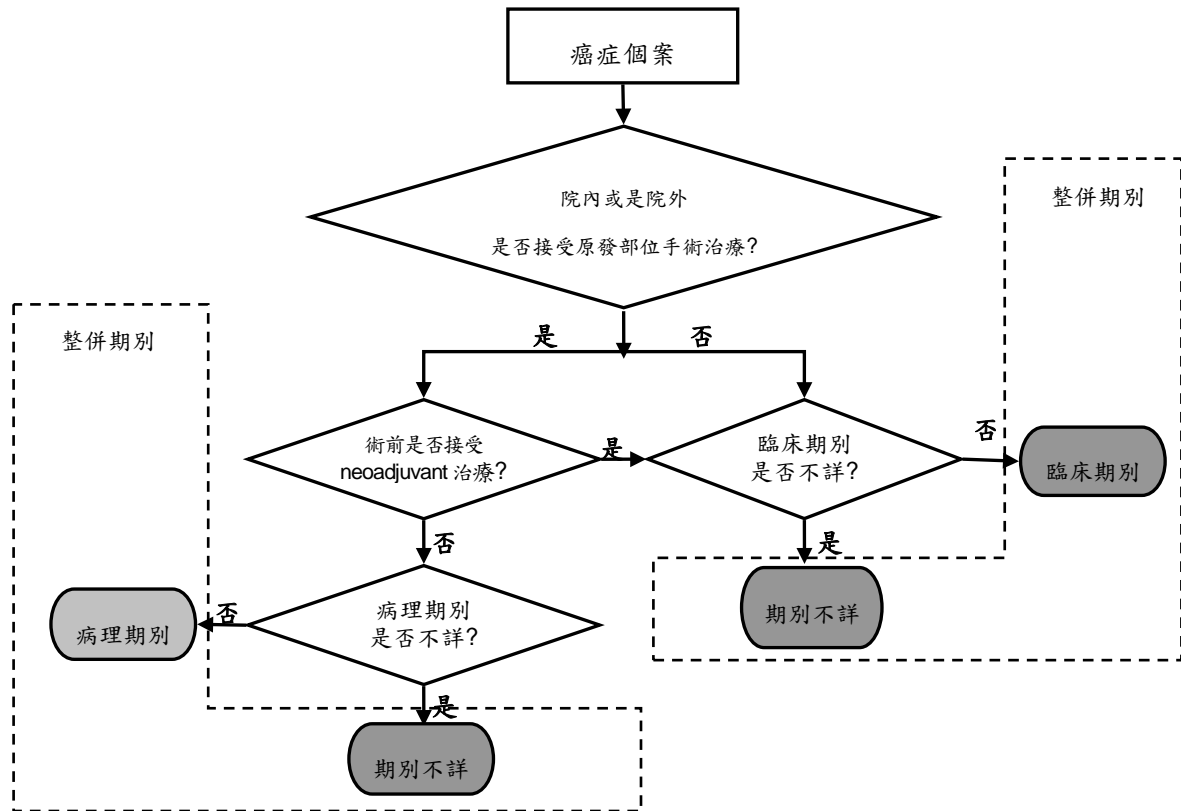 癌症個案
院內或是院外
是否接受原發部位手術治療?
整併期別
整併期別
是
否
術前是否接受
neoadjuvant 治療?
是
臨床期別
是否不詳?
否
臨床期別
否
是
病理期別
否
病理期別
是否不詳?
期別不詳
是
期別不詳